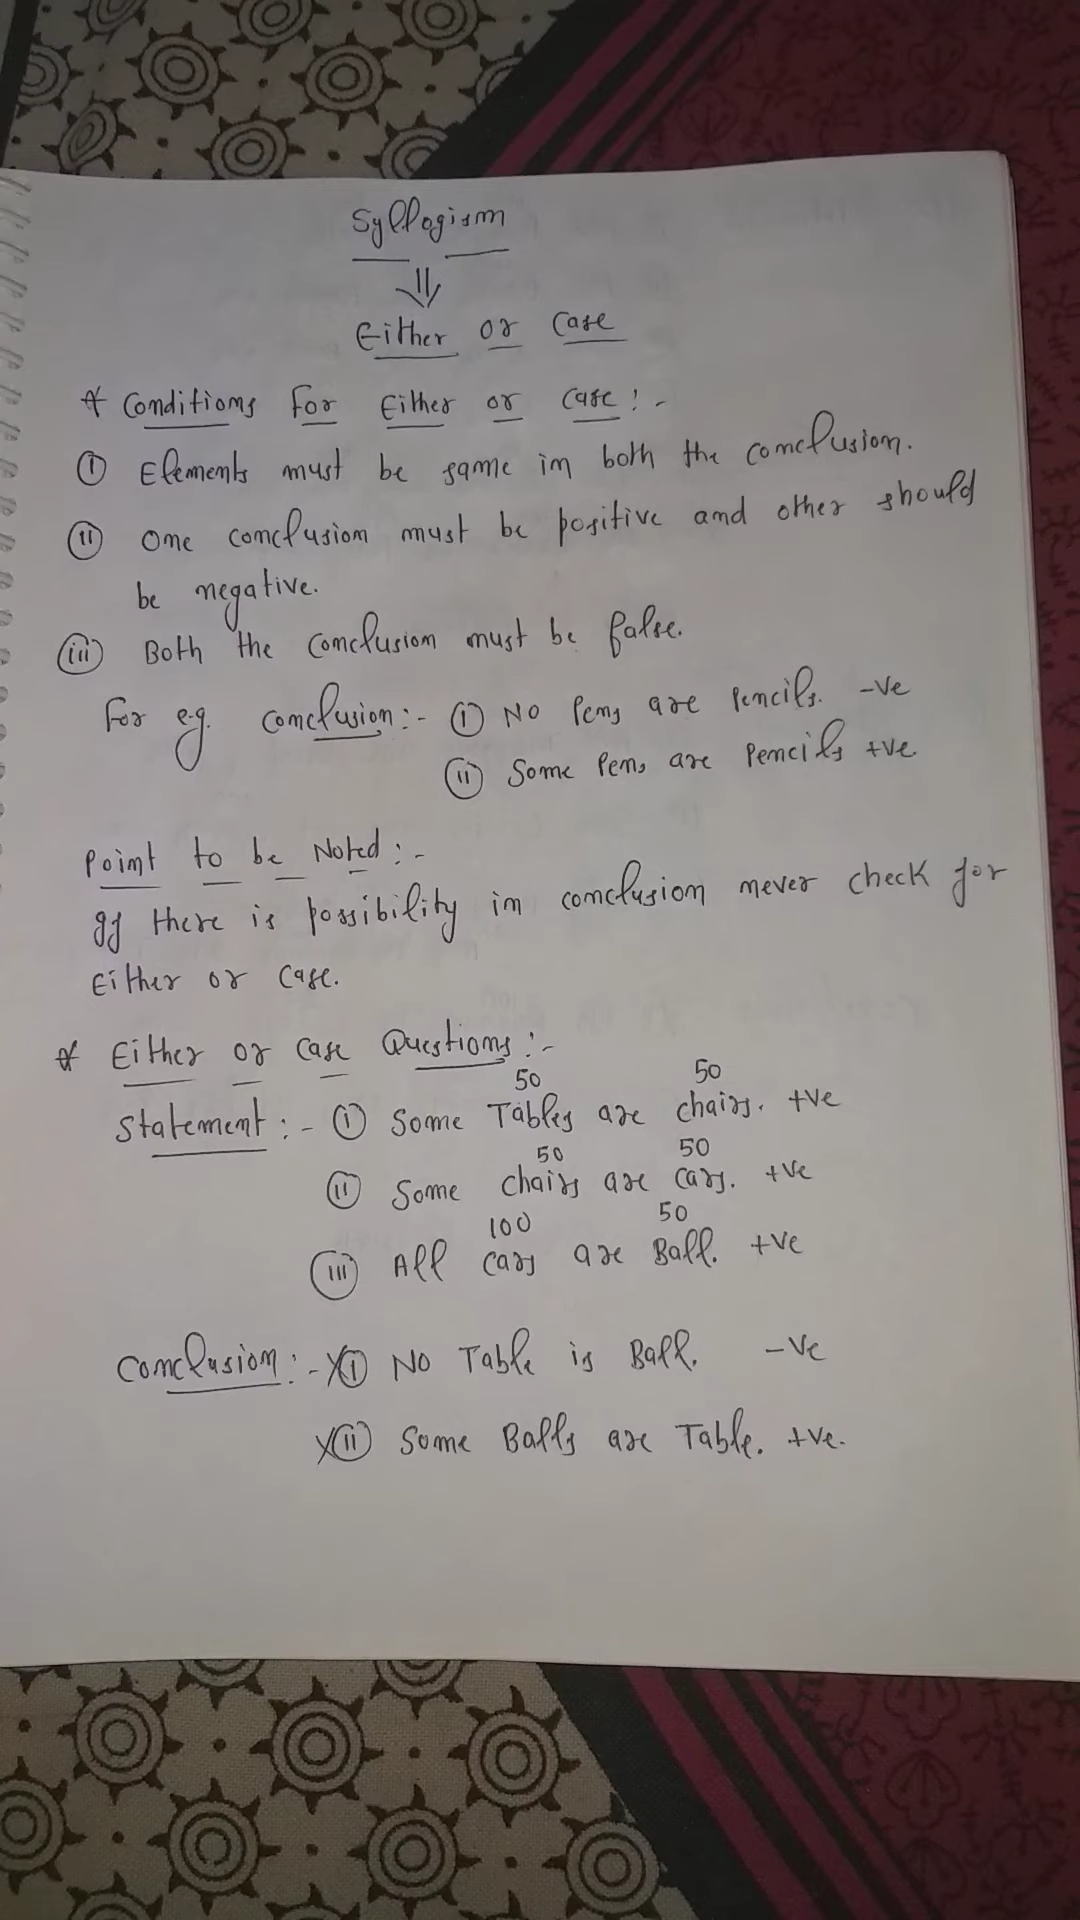 Syllogism
⇓
Either or Case
* Conditions for Either or Case :-
(i) Elements must be same in both the conclusion.
(ii) One conclusion must be positive and other should
be negative.
(iii) Both the conclusion must be false.
For e.g. Conclusion :- (i) No Pens are Pencils. -ve
(ii) Some Pens are Pencils +ve
Point to be Noted :-
If there is possibility in conclusion never check for
Either or Case.
* Either or Case Questions :-
50 50
Statement :- (i) Some Tables are chairs. +ve
50 50
(ii) Some chairs are cars. +ve
100 50
(iii) All cars are Ball. +ve
Conclusion :- X(i) No Table is Ball. -ve
X(ii) Some Balls are Table. +ve.